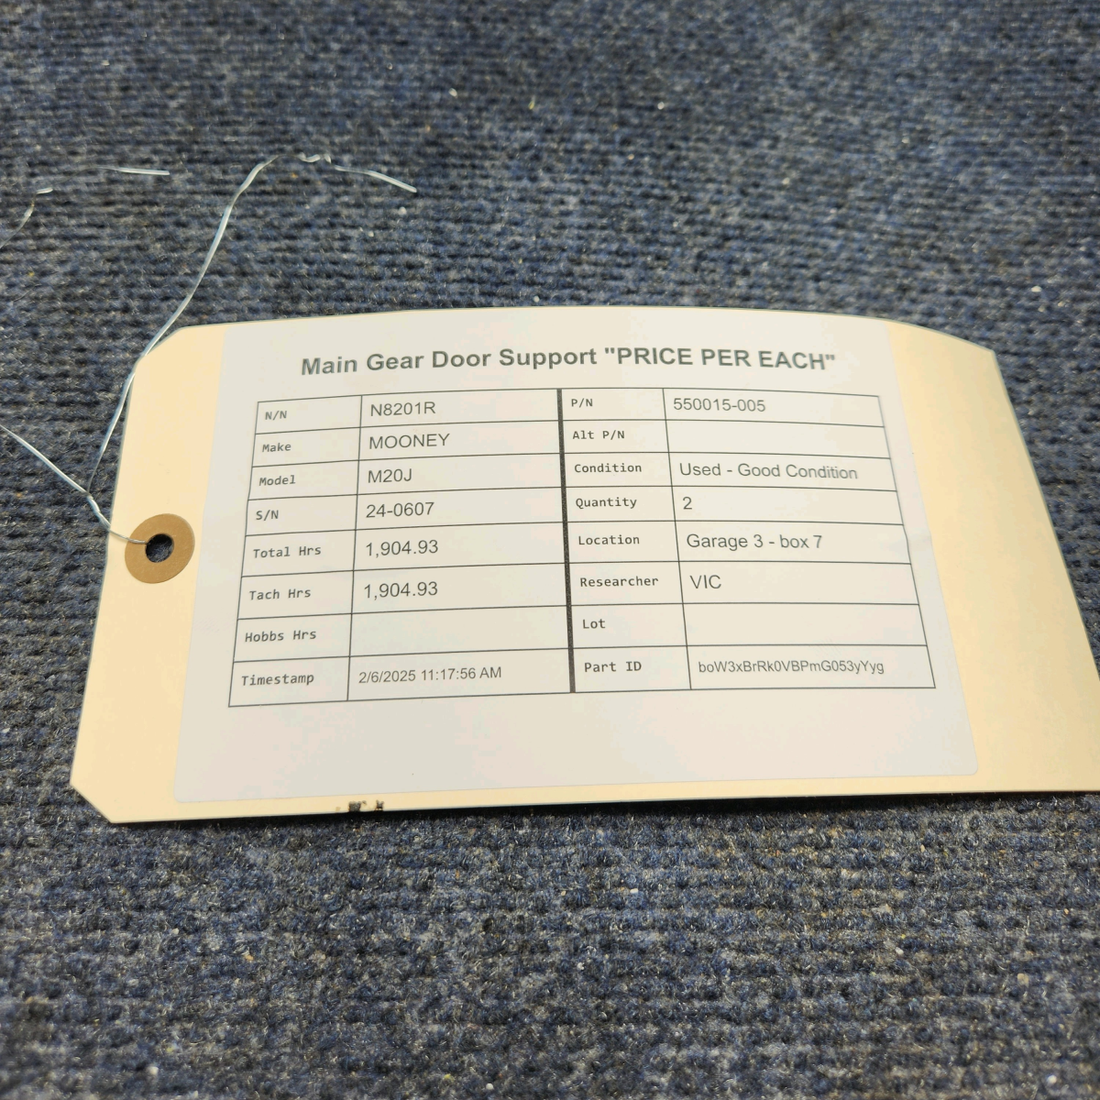 Main Gear Door Support "PRICE PER EACH"
N/N N8201R P/N 550015-005
Make MOONEY Alt P/N
Model M20J Condition Used - Good Condition
S/N 24-0607 Quantity 2
Total Hrs 1,904.93 Location Garage 3 - box 7
Tach Hrs 1,904.93 Researcher VIC
Hobbs Hrs Lot
Timestamp 2/6/2025 11:17:56 AM Part ID boW3xBrRk0VBPmG053yYyg